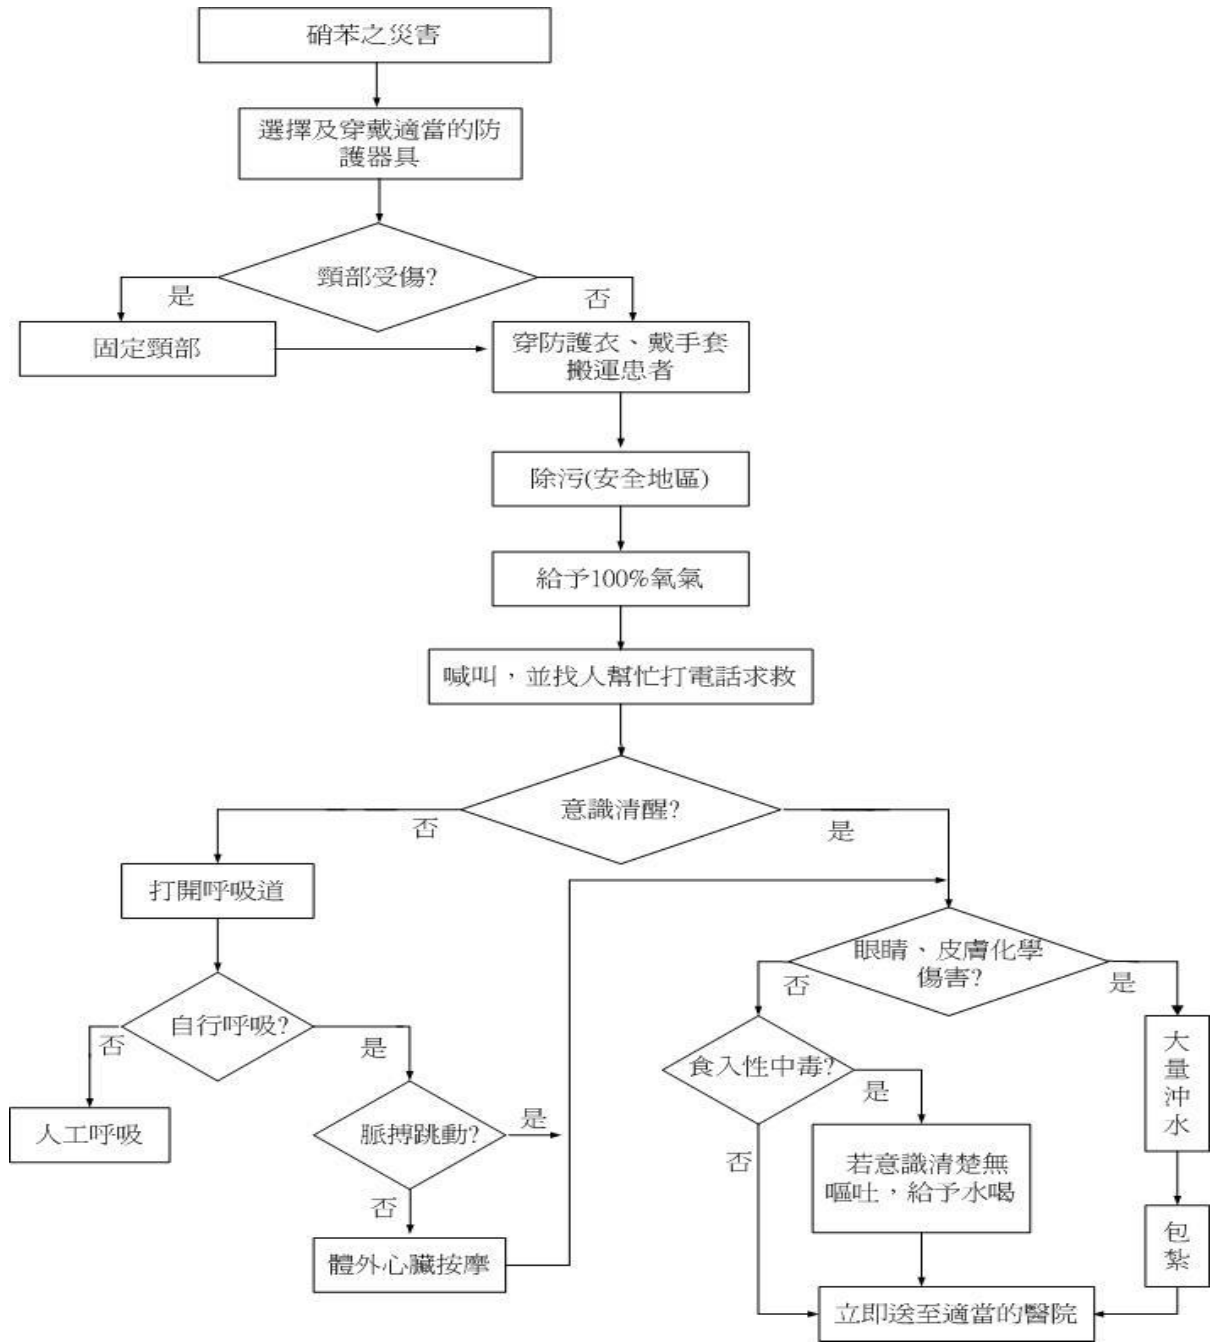 硝苯之災害
選擇及穿戴適當的防
護器具
頸部受傷?
是
否
固定頸部
穿防護衣、戴手套
搬運患者
除污(安全地區)
給予100%氧氣
喊叫，並找人幫忙打電話求救
意識清醒?
否
是
打開呼吸道
眼睛、皮膚化學
傷害?
否
是
自行呼吸?
否
是
食入性中毒?
是
否
大
量
沖
水
人工呼吸
脈搏跳動?
是
否
若意識清楚無
嘔吐，給予水喝
包
紮
體外心臟按摩
立即送至適當的醫院